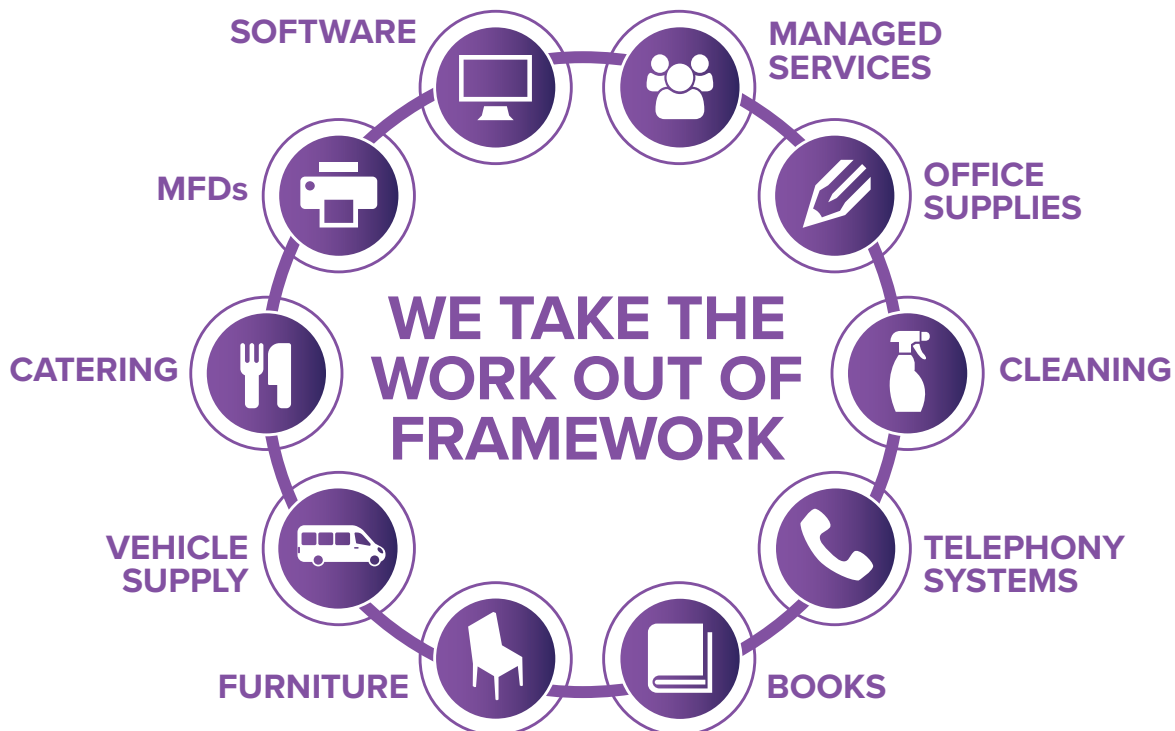 SOFTWARE
MANAGED
SERVICES
MFDs
OFFICE
SUPPLIES
WE TAKE THE
WORK OUT OF
FRAMEWORK
CATERING
CLEANING
VEHICLE
SUPPLY
TELEPHONY
SYSTEMS
FURNITURE
BOOKS